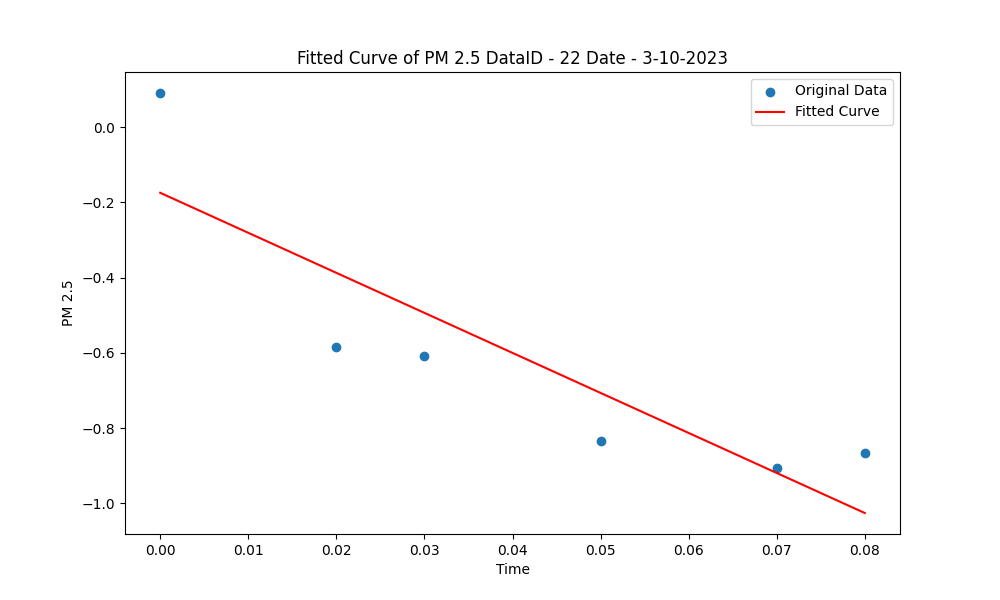 Fitted Curve of PM 2.5 DataID - 22 Date - 3-10-2023
Original Data
Fitted Curve
PM 2.5
0.0
−0.2
−0.4
−0.6
−0.8
−1.0
0.00 0.01 0.02 0.03 0.04 0.05 0.06 0.07 0.08
Time